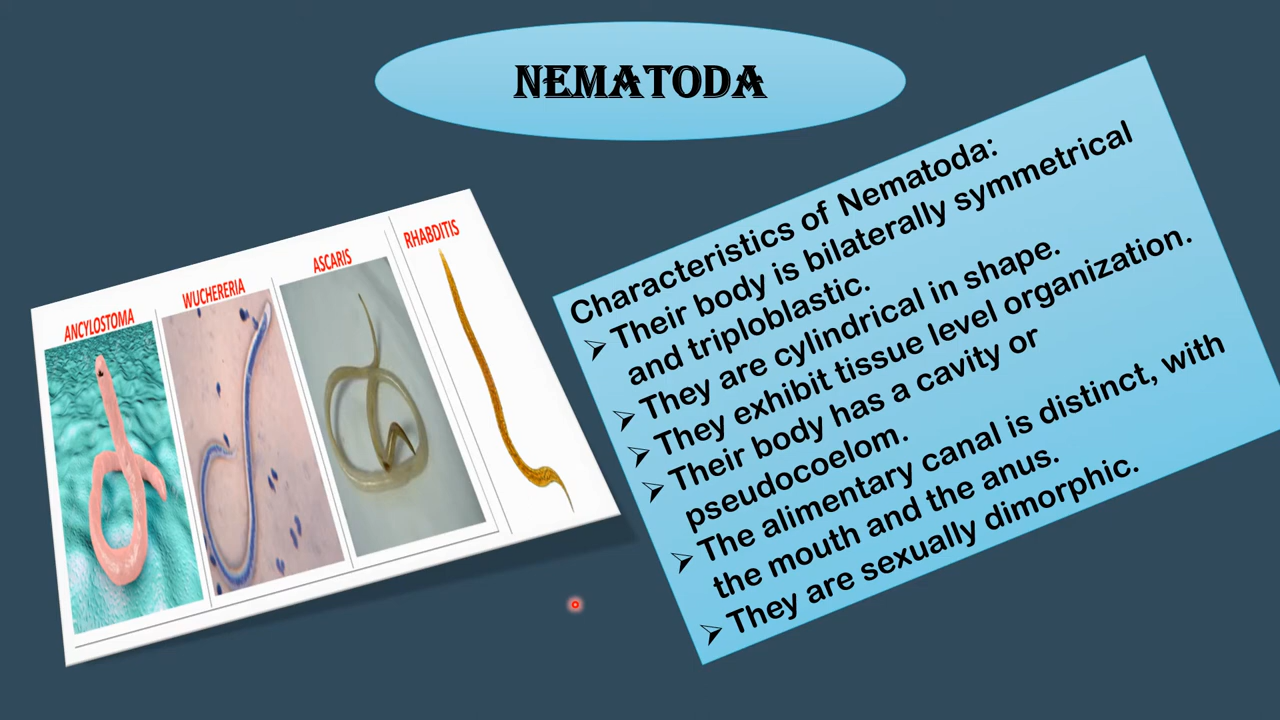 NEMATODA
ANCYLOSTOMA
WUCHERERIA
ASCARIS
RHABDITIS
Characteristics of Nematoda:
➢ Their body is bilaterally symmetrical
and triploblastic.
➢ They are cylindrical in shape.
➢ They exhibit tissue level organization.
➢ Their body has a cavity or
pseudocoelom.
➢ The alimentary canal is distinct, with
the mouth and the anus.
➢ They are sexually dimorphic.